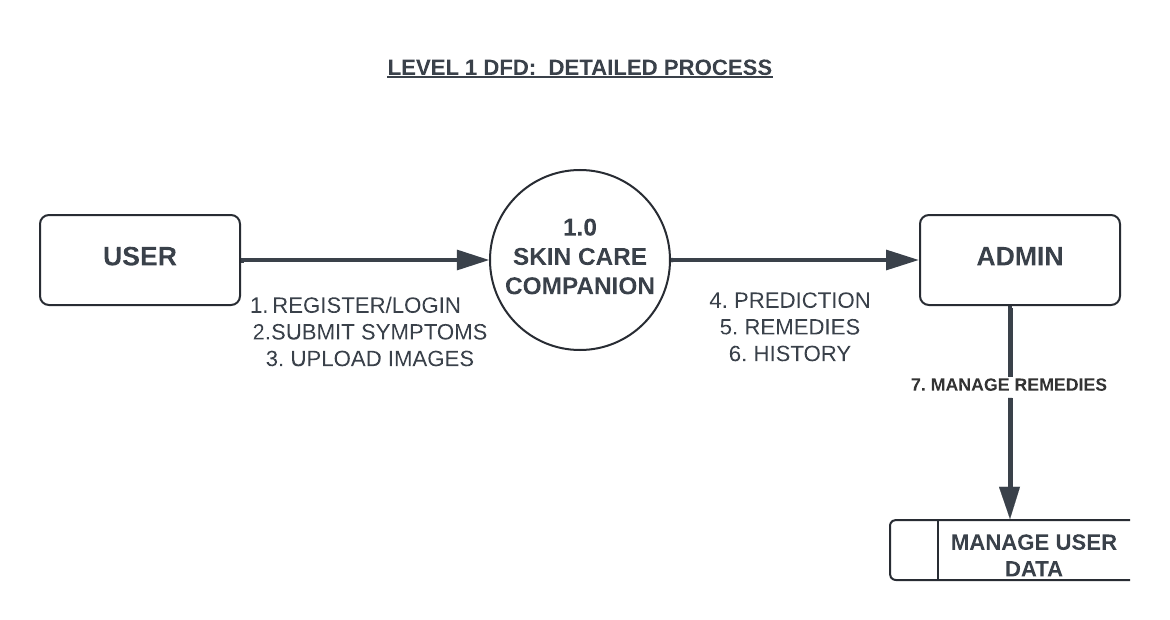 LEVEL 1 DFD:  DETAILED PROCESS
USER
1.0
SKIN CARE
COMPANION
ADMIN
1. REGISTER/LOGIN
2.SUBMIT SYMPTOMS
3. UPLOAD IMAGES
4. PREDICTION
5. REMEDIES
6. HISTORY
7. MANAGE REMEDIES
MANAGE USER
DATA